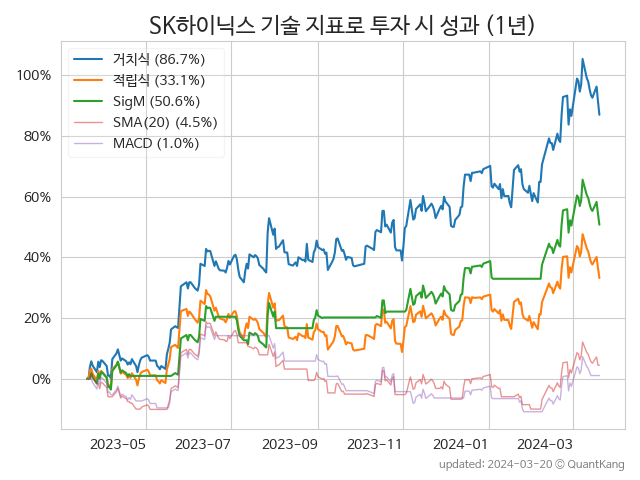 SK하이닉스 기술 지표로 투자 시 성과 (1년)
거치식 (86.7%)
적립식 (33.1%)
SigM (50.6%)
SMA(20) (4.5%)
MACD (1.0%)
100%
80%
60%
40%
20%
0%
2023-05
2023-07
2023-09
2023-11
2024-01
2024-03
updated: 2024-03-20 © QuantKang